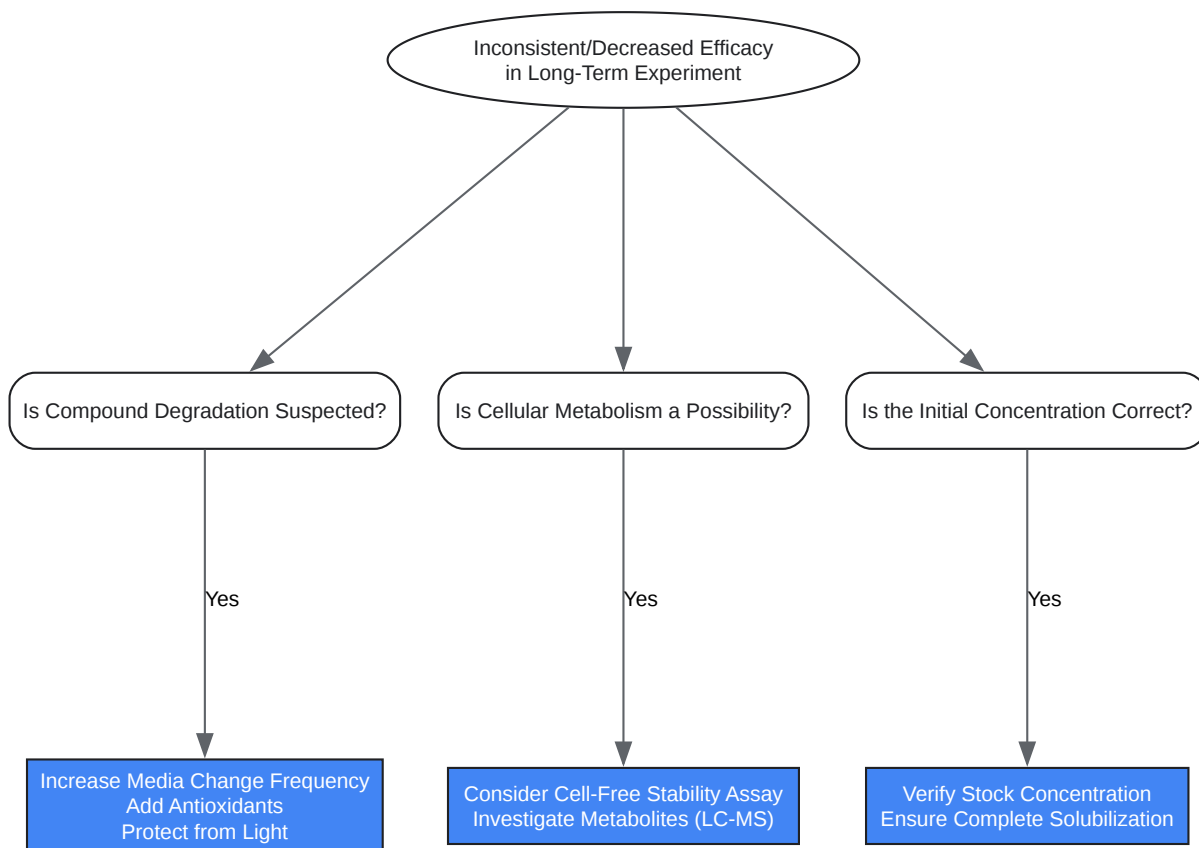 Inconsistent/Decreased Efficacy
in Long-Term Experiment
Is Compound Degradation Suspected?
Is Cellular Metabolism a Possibility?
Is the Initial Concentration Correct?
Yes
Yes
Yes
Increase Media Change Frequency
Add Antioxidants
Protect from Light
Consider Cell-Free Stability Assay
Investigate Metabolites (LC-MS)
Verify Stock Concentration
Ensure Complete Solubilization